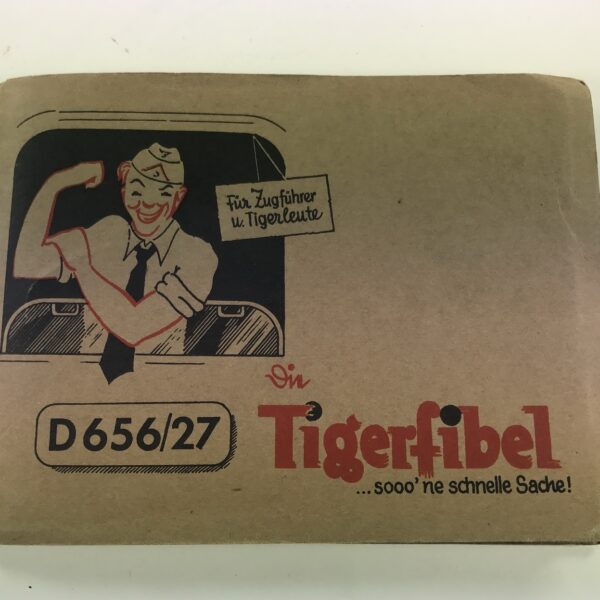 Für Zugführer
u. Tigerleute
Die
D 656/27
Tigerfibel
...sooo' ne schnelle Sache!